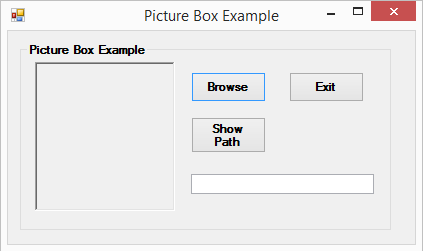 Picture Box Example
Picture Box Example
Browse
Exit
Show
Path